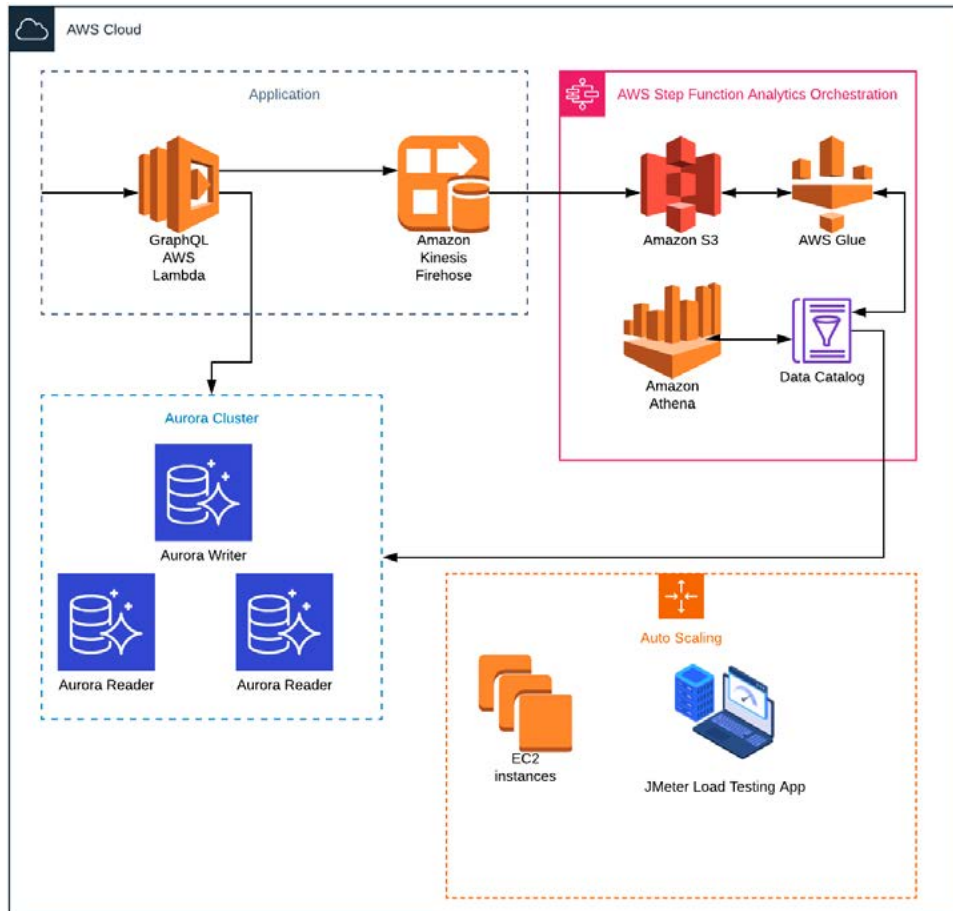 AWS Cloud
Application
GraphQL
AWS
Lambda
Amazon
Kinesis
Firehose
AWS Step Function Analytics Orchestration
Amazon S3
AWS Glue
Amazon
Athena
Data Catalog
Aurora Cluster
Aurora Writer
Aurora Reader
Aurora Reader
Auto Scaling
EC2
instances
JMeter Load Testing App